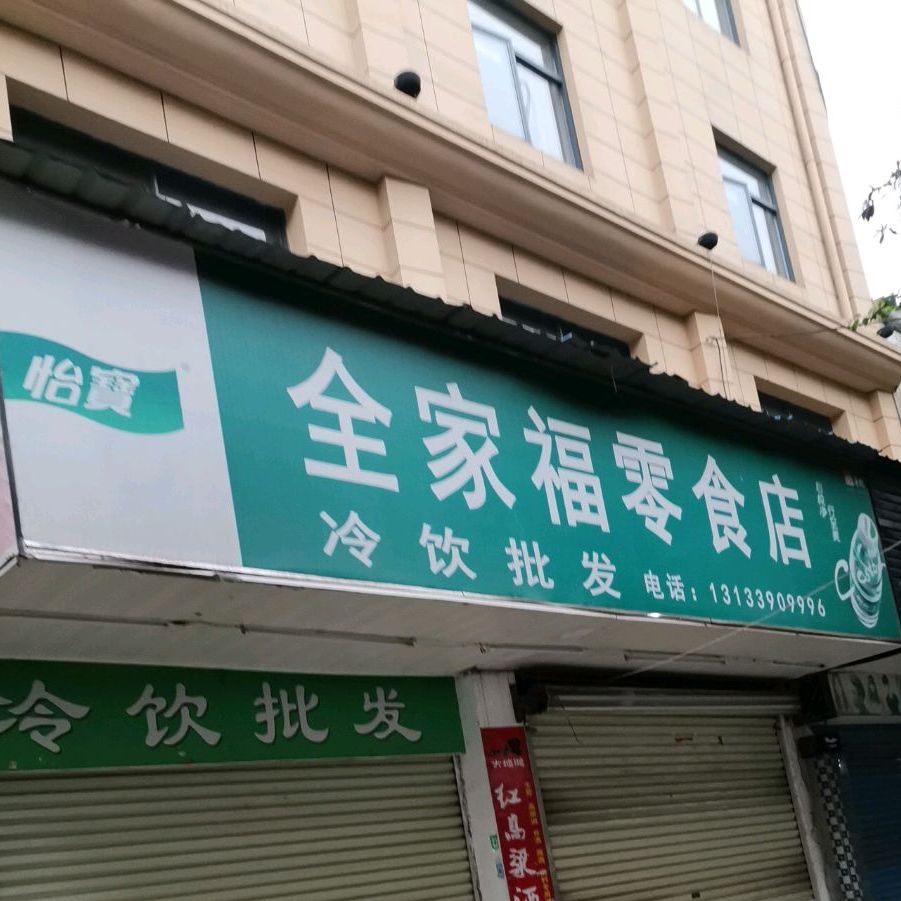 怡寶
全家福零食店
冷饮批发
电话：13133909996
冷饮批发
红高粱酒